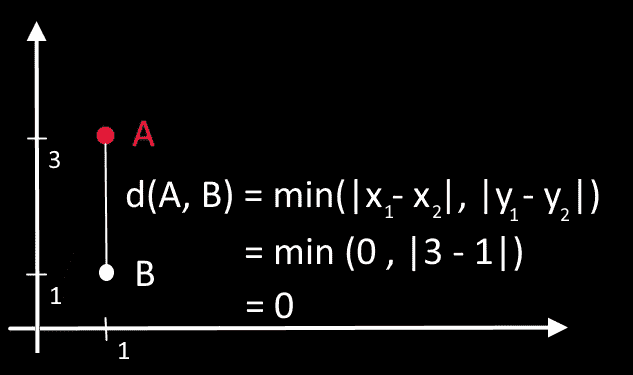 A
3
d(A, B) = min(|x₁- x₂|, |y₁- y₂|)
= min (0 , |3 - 1|)
B
1
= 0
1